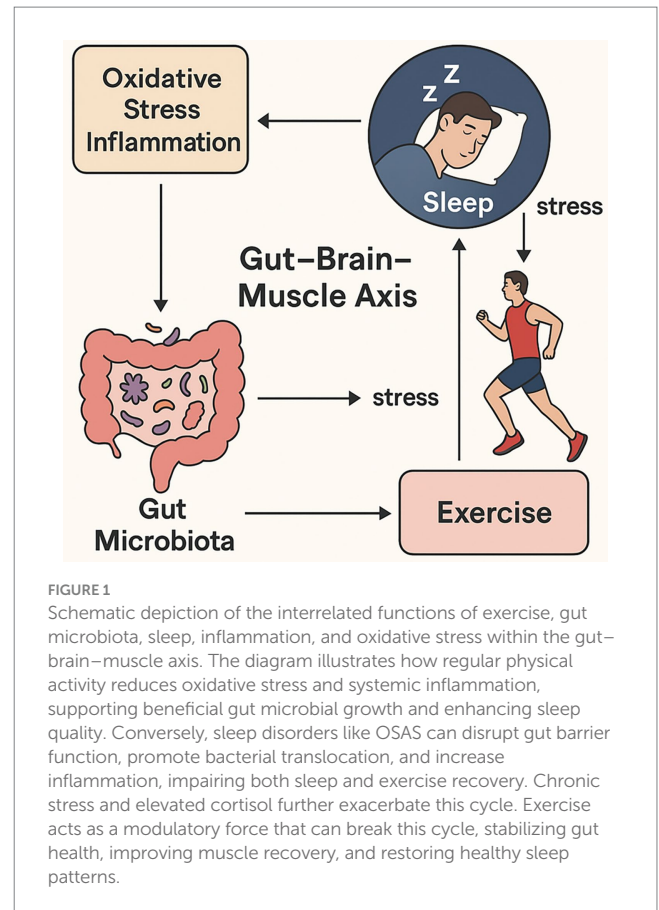 Oxidative
Stress
Inflammation
z
Z
Sleep
stress
Gut–Brain–
Muscle Axis
stress
Gut
Microbiota
Exercise
FIGURE 1
Schematic depiction of the interrelated functions of exercise, gut
microbiota, sleep, inflammation, and oxidative stress within the gut–
brain–muscle axis. The diagram illustrates how regular physical
activity reduces oxidative stress and systemic inflammation,
supporting beneficial gut microbial growth and enhancing sleep
quality. Conversely, sleep disorders like OSAS can disrupt gut barrier
function, promote bacterial translocation, and increase
inflammation, impairing both sleep and exercise recovery. Chronic
stress and elevated cortisol further exacerbate this cycle. Exercise
acts as a modulatory force that can break this cycle, stabilizing gut
health, improving muscle recovery, and restoring healthy sleep
patterns.